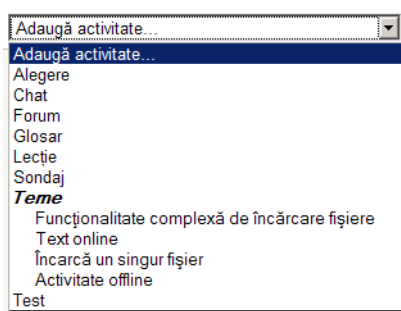 Adaugă activitate...
Adaugă activitate...
Alegere
Chat
Forum
Glosar
Lecție
Sondaj
Teme
Funcţionalitate complexă de încărcare fişiere
Text online
Încarcă un singur fişier
Activitate offline
Test